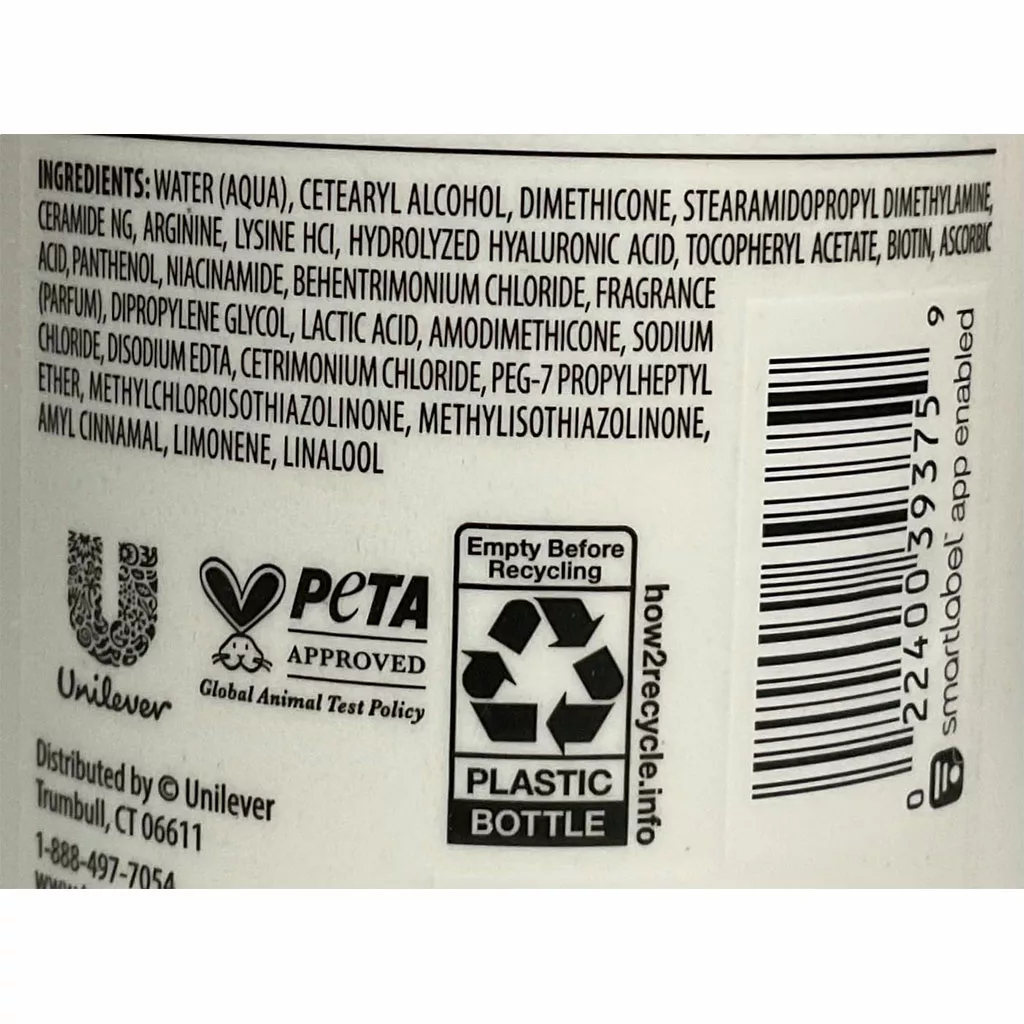 INGREDIENTS: WATER (AQUA), CETEARYL ALCOHOL, DIMETHICONE, STEARAMIDOPROPYL DIMETHYLAMINE,
CERAMIDE NG, ARGININE, LYSINE HCI, HYDROLYZED HYALURONIC ACID, TOCOPHERYL ACETATE, BIOTIN, ASCORBIC
ACID, PANTHENOL, NIACINAMIDE, BEHENTRIMONIUM CHLORIDE, FRAGRANCE
(PARFUM), DIPROPYLENE GLYCOL, LACTIC ACID, AMODIMETHICONE, SODIUM
CHLORIDE, DISODIUM EDTA, CETRIMONIUM CHLORIDE, PEG-7 PROPYLHEPTYL
ETHER, METHYLCHLOROISOTHIAZOLINONE, METHYLISOTHIAZOLINONE,
AMYL CINNAMAL, LIMONENE, LINALOOL
U
Unilever
PETA
APPROVED
Global Animal Test Policy
Empty Before
Recycling
PLASTIC
BOTTLE
how2recycle.info
0 22400 39375 9
smartlabel™ app enabled
Distributed by © Unilever
Trumbull, CT 06611
1-888-497-7054